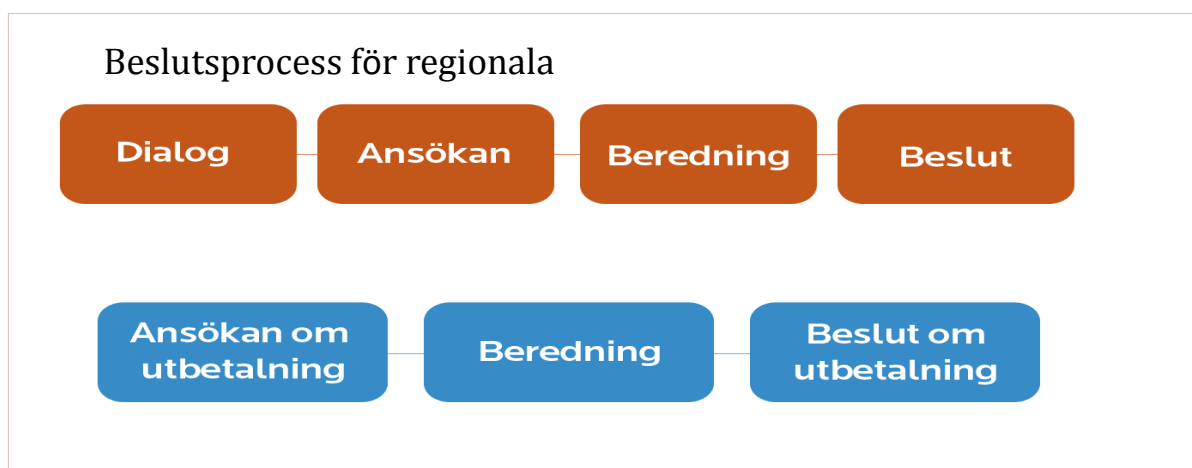 Beslutsprocess för regionala
Dialog
Ansökan
Beredning
Beslut
Ansökan om
utbetalning
Beredning
Beslut om
utbetalning